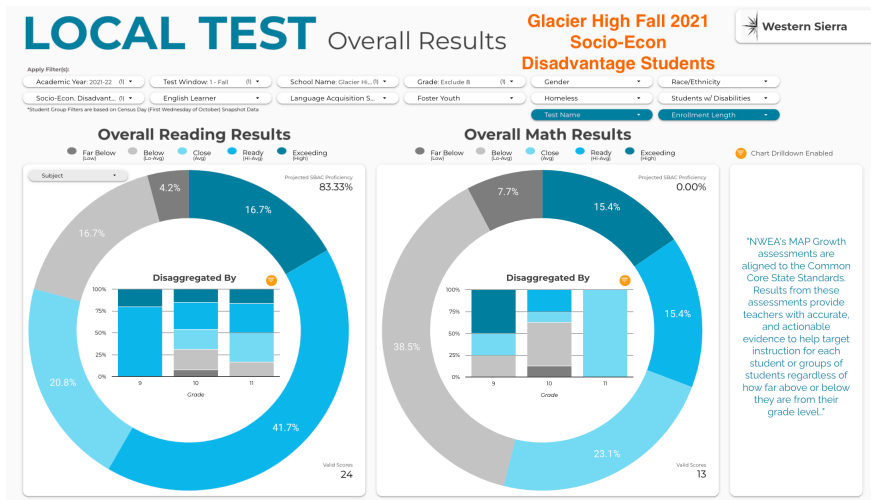 LOCAL TEST Overall Results
Glacier High Fall 2021
Socio-Econ
Disadvantage Students
Western Sierra
Apply Filter(s):
Academic Year: 2021-22 (1)
Test Window: 1 - Fall (1)
School Name: Glacier Hi... (1)
Grade: Exclude 8 (1)
Gender
Race/Ethnicity
Socio-Econ. Disadvant... (1)
English Learner
Language Acquisition S...
Foster Youth
Homeless
Students w/ Disabilities
*Student Group Filters are based on Census Day (First Wednesday of October) Snapshot Data
Test Name
Enrollment Length
Overall Reading Results
Far Below (Low)
Below (Lo-Avg)
Close (Avg)
Ready (Hi-Avg)
Exceeding (High)
Subject
Projected SBAC Proficiency
83.33%
4.2%
16.7%
16.7%
20.8%
41.7%
Disaggregated By
100%
75%
50%
25%
0%
9 10 11
Grade
Valid Scores
24
Overall Math Results
Far Below (Low)
Below (Lo-Avg)
Close (Avg)
Ready (Hi-Avg)
Exceeding (High)
Projected SBAC Proficiency
0.00%
7.7%
15.4%
15.4%
38.5%
23.1%
Disaggregated By
100%
75%
50%
25%
0%
9 10 11
Grade
Valid Scores
13
Chart Drilldown Enabled
"NWEA's MAP Growth
assessments are
aligned to the Common
Core State Standards.
Results from these
assessments provide
teachers with accurate,
and actionable
evidence to help target
instruction for each
student or groups of
students regardless of
how far above or below
they are from their
grade level.."